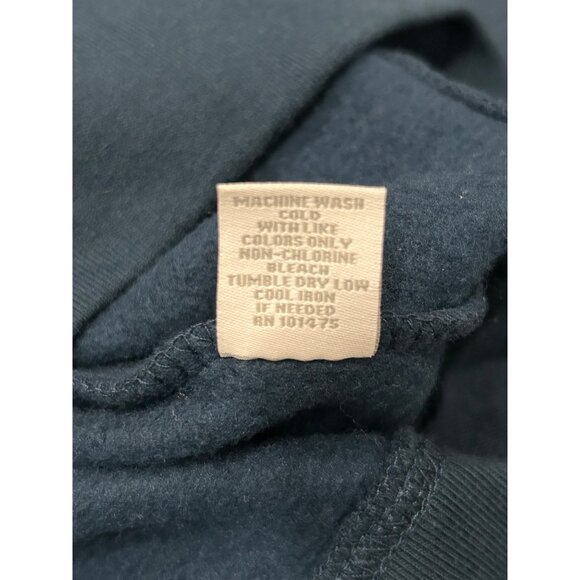 MACHINE WASH
COLD
WITH LIKE
COLORS ONLY
NON-CHLORINE
BLEACH
TUMBLE DRY LOW
COOL IRON
IF NEEDED
RN 101475